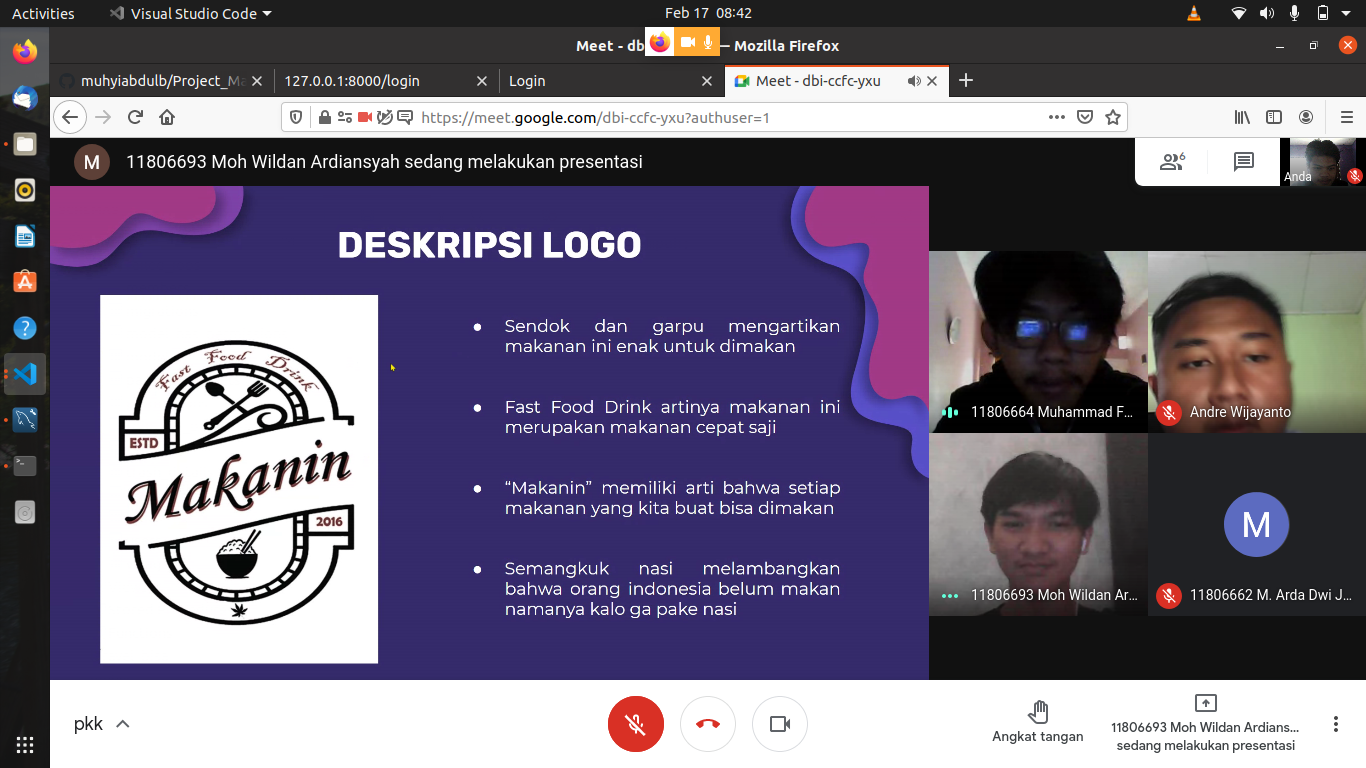 Activities
Visual Studio Code
Feb 17 08:42
Meet - db
— Mozilla Firefox
muhyiabdulb/Project_Ma
127.0.0.1:8000/login
Login
Meet - dbi-ccfc-yxu
https://meet.google.com/dbi-ccfc-yxu?authuser=1
M
11806693 Moh Wildan Ardiansyah sedang melakukan presentasi
6
Anda
DESKRIPSI LOGO
Fast Food Drink
ESTD
Makanin
2016
● Sendok dan garpu mengartikan
makanan ini enak untuk dimakan
● Fast Food Drink artinya makanan ini
merupakan makanan cepat saji
● “Makanin” memiliki arti bahwa setiap
makanan yang kita buat bisa dimakan
● Semangkuk nasi melambangkan
bahwa orang indonesia belum makan
namanya kalo ga pake nasi
11806664 Muhammad F...
Andre Wijayanto
11806693 Moh Wildan Ar...
M
11806662 M. Arda Dwi J...
pkk
Angkat tangan
11806693 Moh Wildan Ardians...
sedang melakukan presentasi